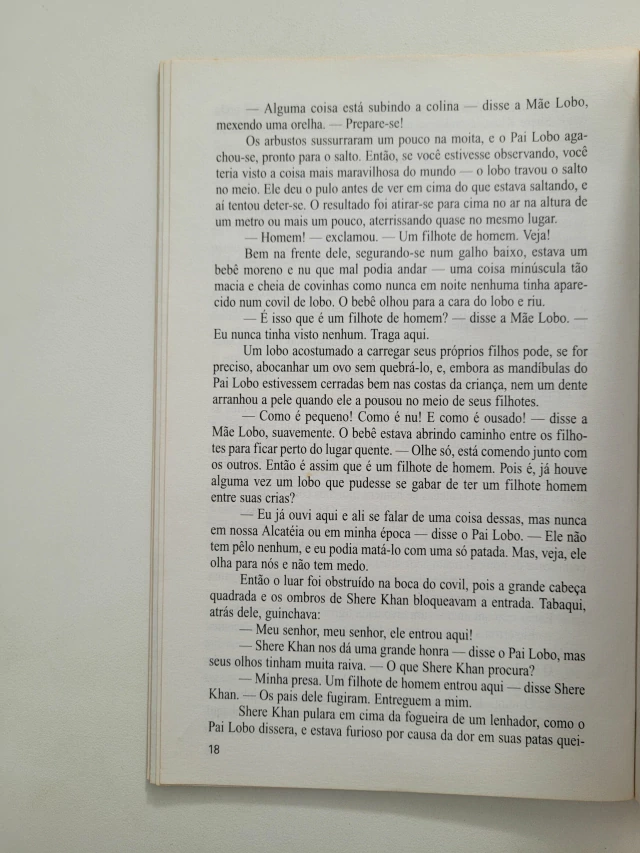 — Alguma coisa está subindo a colina — disse a Mãe Lobo,
mexendo uma orelha. — Prepare-se!
Os arbustos sussurraram um pouco na moita, e o Pai Lobo aga-
chou-se, pronto para o salto. Então, se você estivesse observando, você
teria visto a coisa mais maravilhosa do mundo — o lobo travou o salto
no meio. Ele deu o pulo antes de ver em cima do que estava saltando, e
aí tentou deter-se. O resultado foi atirar-se para cima no ar na altura de
um metro ou mais um pouco, aterrissando quase no mesmo lugar.
— Homem! — exclamou. — Um filhote de homem. Veja!
Bem na frente dele, segurando-se num galho baixo, estava um
bebê moreno e nu que mal podia andar — uma coisa minúscula tão
macia e cheia de covinhas como nunca em noite nenhuma tinha apare-
cido num covil de lobo. O bebê olhou para a cara do lobo e riu.
— É isso que é um filhote de homem? — disse a Mãe Lobo. —
Eu nunca tinha visto nenhum. Traga aqui.
Um lobo acostumado a carregar seus próprios filhos pode, se for
preciso, abocanhar um ovo sem quebrá-lo, e, embora as mandíbulas do
Pai Lobo estivessem cerradas bem nas costas da criança, nem um dente
arranhou a pele quando ele a pousou no meio de seus filhotes.
— Como é pequeno! Como é nu! E como é ousado! — disse a
Mãe Lobo, suavemente. O bebê estava abrindo caminho entre os filho-
tes para ficar perto do lugar quente. — Olhe só, está comendo junto com
os outros. Então é assim que é um filhote de homem. Pois é, já houve
alguma vez um lobo que pudesse se gabar de ter um filhote homem
entre suas crias?
— Eu já ouvi aqui e ali se falar de uma coisa dessas, mas nunca
em nossa Alcatéia ou em minha época — disse o Pai Lobo. — Ele não
tem pêlo nenhum, e eu podia matá-lo com uma só patada. Mas, veja, ele
olha para nós e não tem medo.
Então o luar foi obstruído na boca do covil, pois a grande cabeça
quadrada e os ombros de Shere Khan bloqueavam a entrada. Tabaqui,
atrás dele, guinchava:
— Meu senhor, meu senhor, ele entrou aqui!
— Shere Khan nos dá uma grande honra — disse o Pai Lobo, mas
seus olhos tinham muita raiva. — O que Shere Khan procura?
— Minha presa. Um filhote de homem entrou aqui — disse Shere
Khan. — Os pais dele fugiram. Entreguem a mim.
Shere Khan pulara em cima da fogueira de um lenhador, como o
Pai Lobo dissera, e estava furioso por causa da dor em suas patas quei-
18